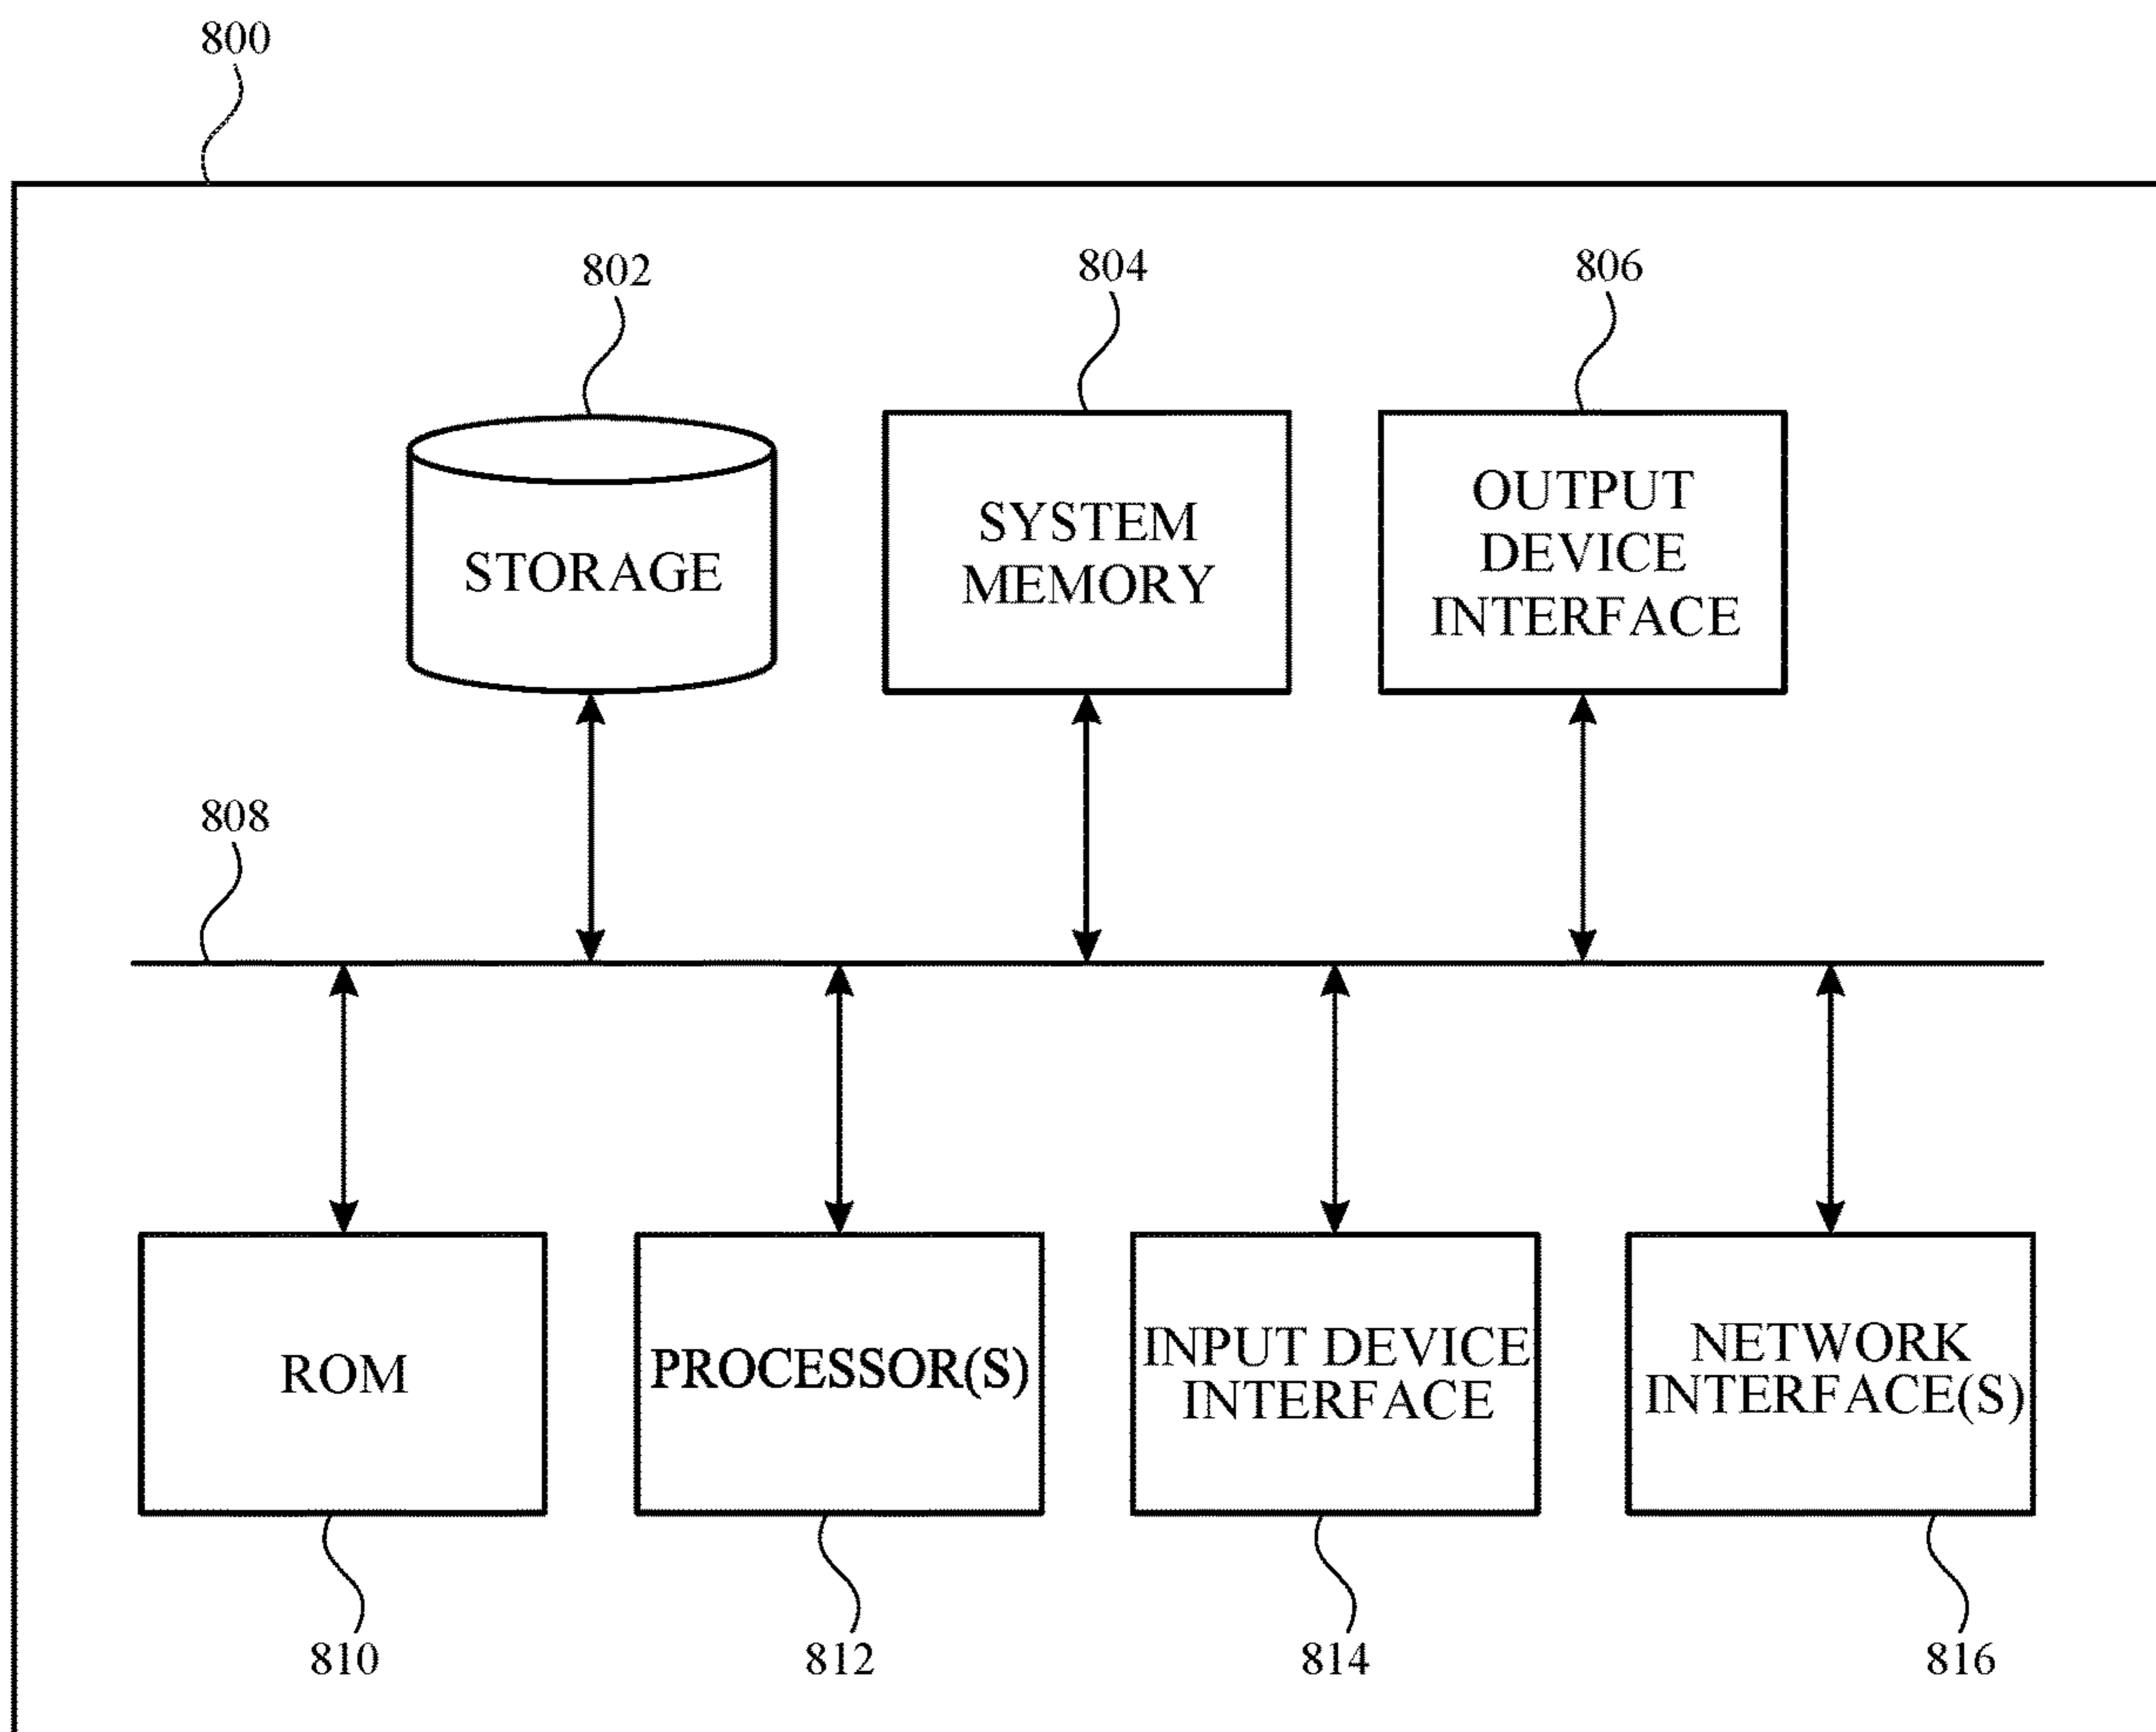 800
802
804
806
STORAGE
SYSTEM
MEMORY
OUTPUT
DEVICE
INTERFACE
808
ROM
PROCESSOR(S)
INPUT DEVICE
INTERFACE
NETWORK
INTERFACE(S)
810
812
814
816